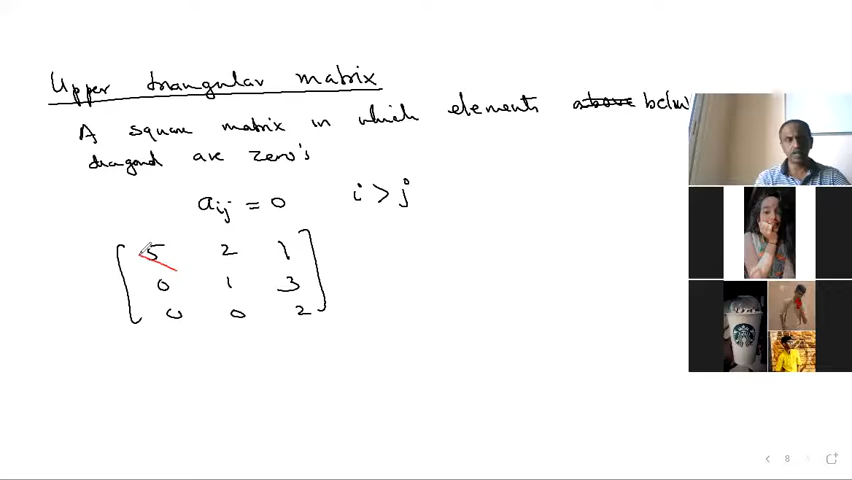 Upper triangular matrix
A square matrix in which elements above
diagonal are zero's
aij = 0 i > j
5 2 1
0 1 3
0 0 2
8